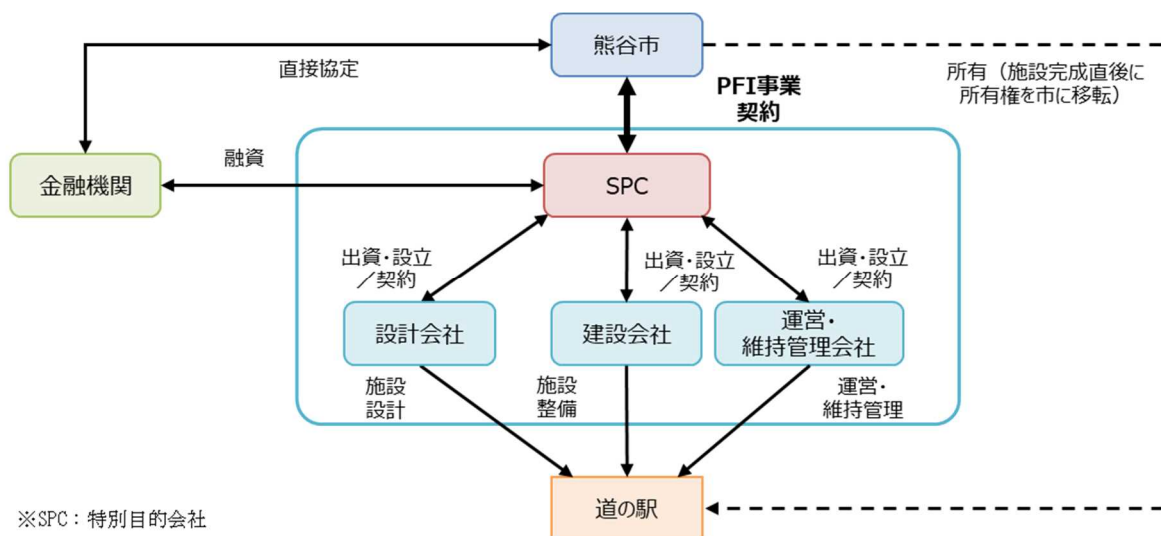 熊谷市
直接協定
所有（施設完成直後に
所有権を市に移転）
PFI事業
契約
融資
金融機関
SPC
出資・設立
／契約
出資・設立
／契約
出資・設立
／契約
設計会社
建設会社
運営・
維持管理会社
施設
設計
施設
整備
運営・
維持管理
道の駅
※SPC：特別目的会社